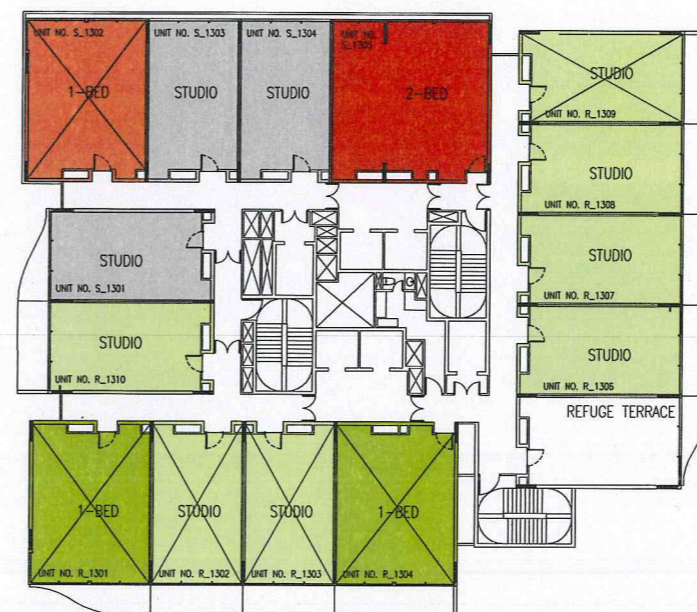 UNIT NO. S_1302
1-BED
UNIT NO. S_1303
STUDIO
UNIT NO. S_1304
STUDIO
UNIT NO.
S_1305
2-BED
STUDIO
UNIT NO. R_1309
STUDIO
UNIT NO. R_1308
STUDIO
UNIT NO. S_1301
STUDIO
UNIT NO. R_1307
STUDIO
UNIT NO. R_1310
STUDIO
UNIT NO. R_1306
REFUGE TERRACE
1-BED
UNIT NO. R_1301
STUDIO
UNIT NO. R_1302
STUDIO
UNIT NO. R_1303
1-BED
UNIT NO. R_1304